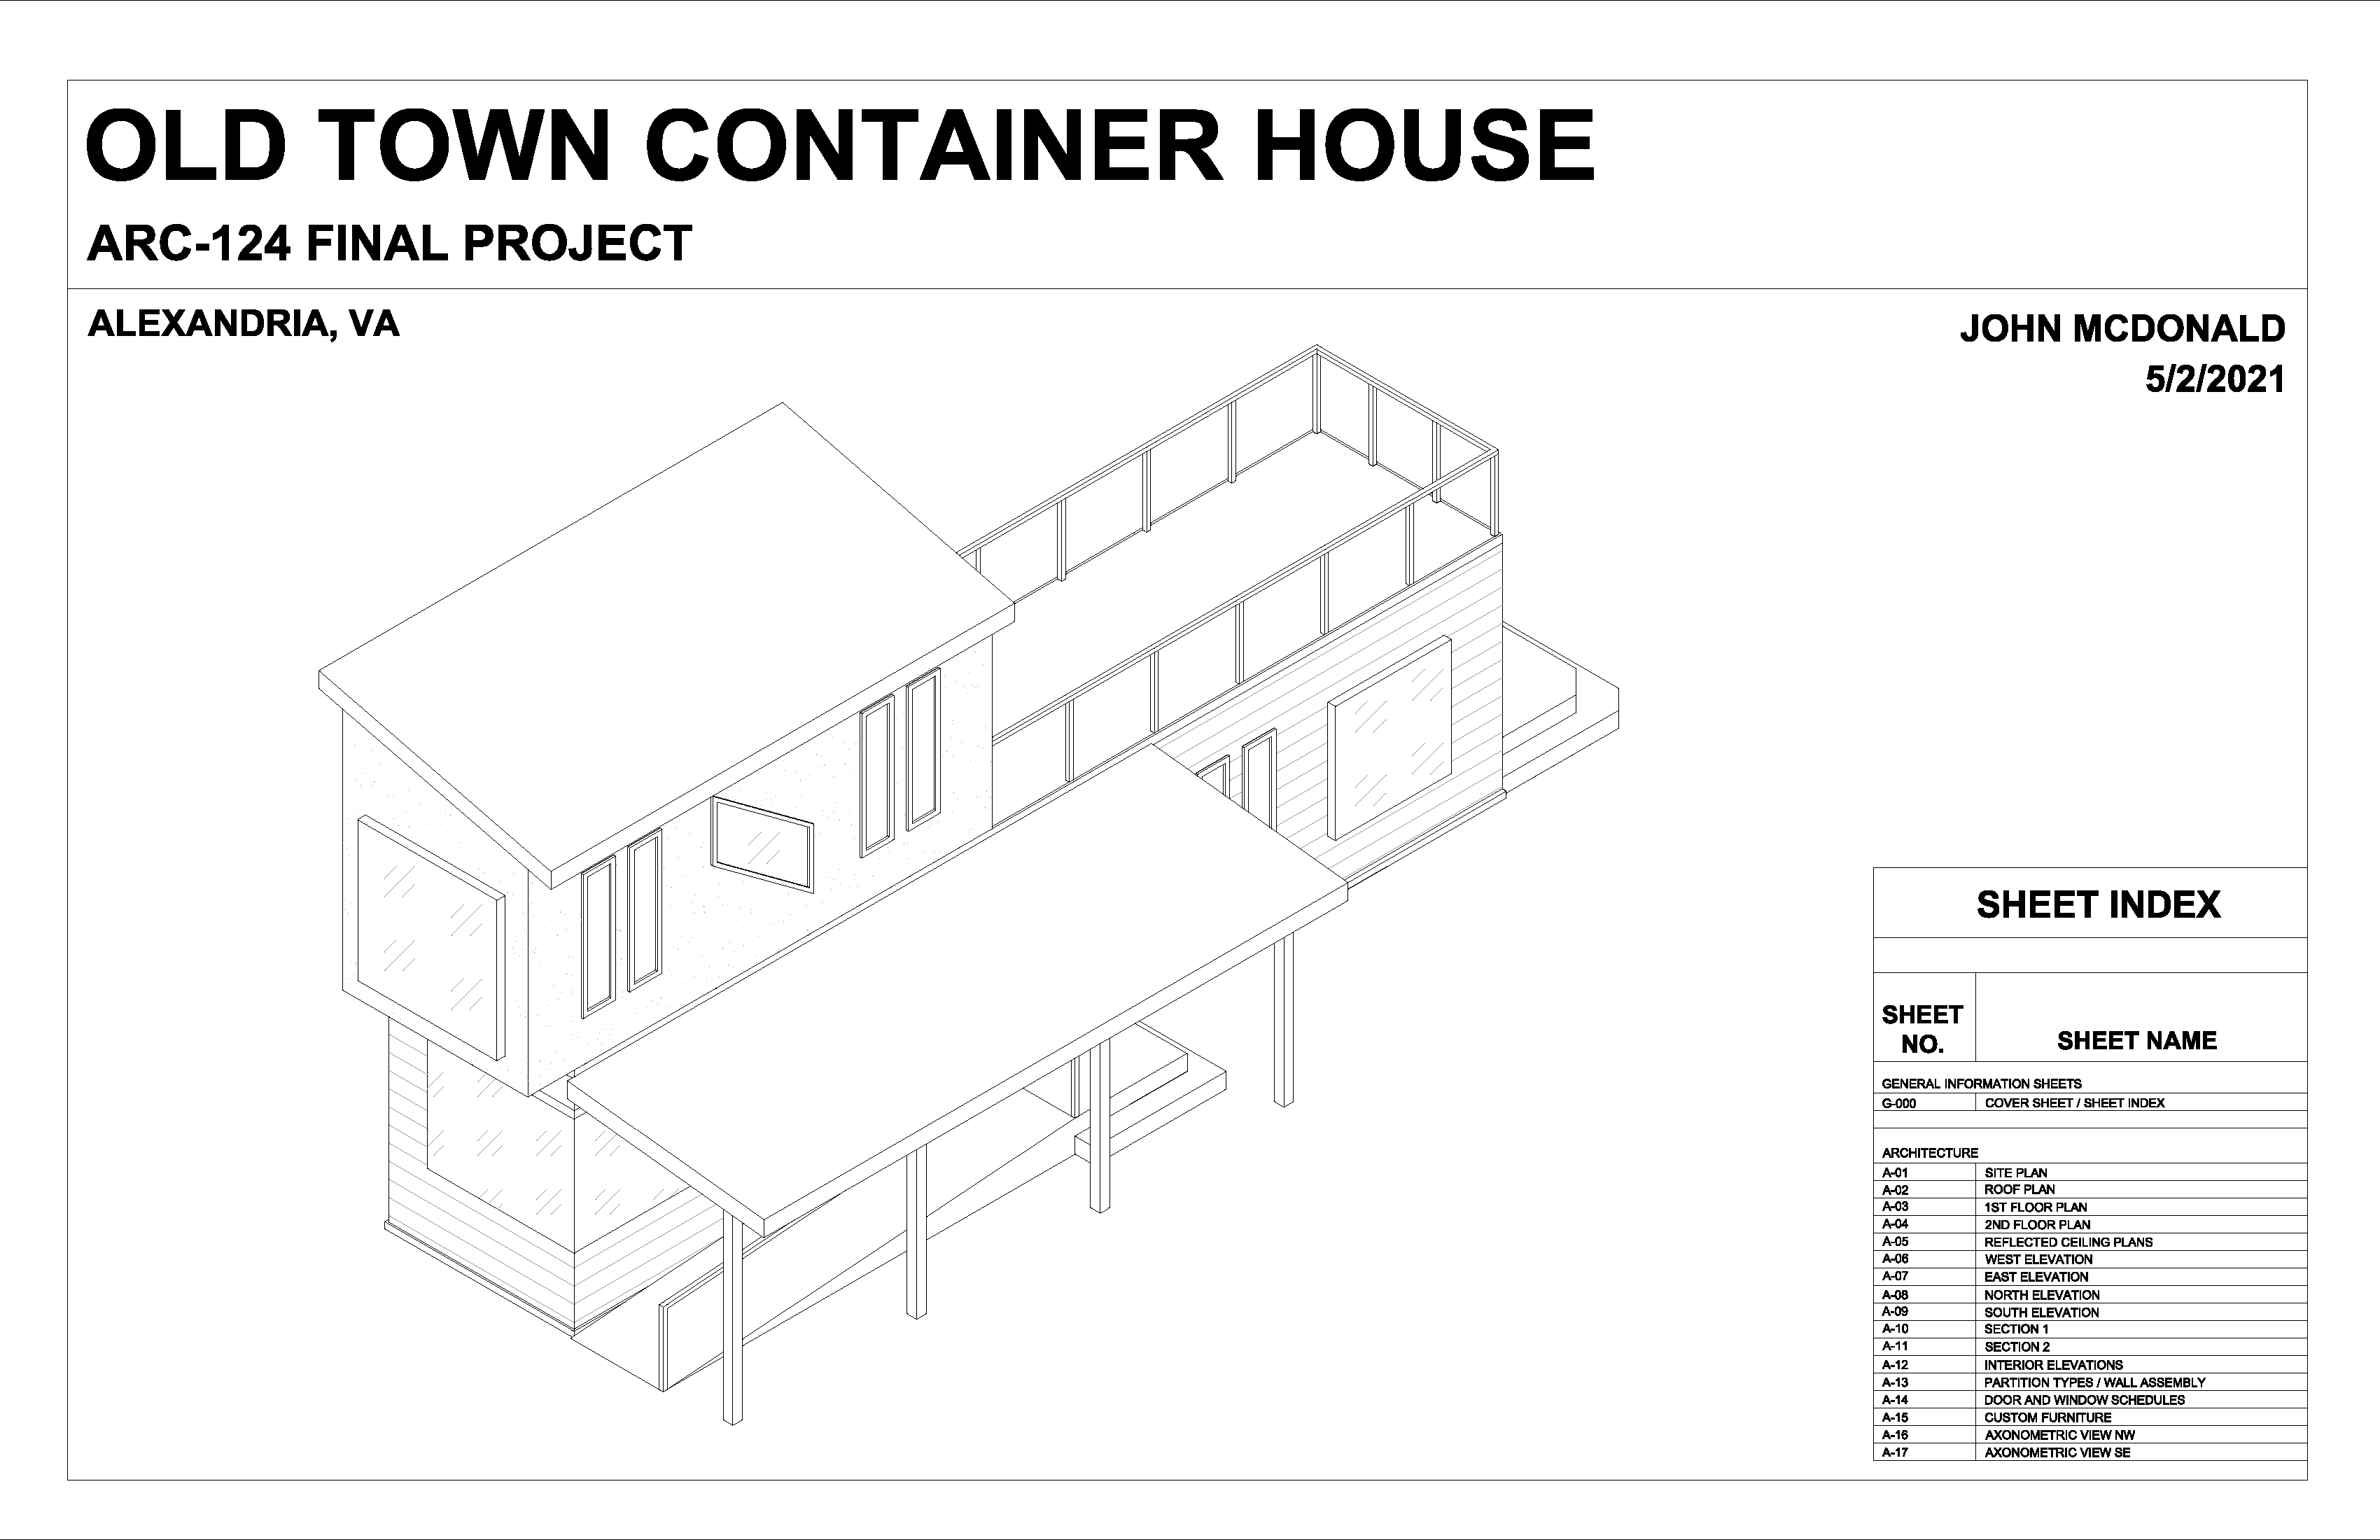 OLD TOWN CONTAINER HOUSE
ARC-124 FINAL PROJECT
ALEXANDRIA, VA
JOHN MCDONALD
5/2/2021
SHEET INDEX
SHEET
NO.
SHEET NAME
GENERAL INFORMATION SHEETS
G-000 COVER SHEET / SHEET INDEX
ARCHITECTURE
A-01 SITE PLAN
A-02 ROOF PLAN
A-03 1ST FLOOR PLAN
A-04 2ND FLOOR PLAN
A-05 REFLECTED CEILING PLANS
A-06 WEST ELEVATION
A-07 EAST ELEVATION
A-08 NORTH ELEVATION
A-09 SOUTH ELEVATION
A-10 SECTION 1
A-11 SECTION 2
A-12 INTERIOR ELEVATIONS
A-13 PARTITION TYPES / WALL ASSEMBLY
A-14 DOOR AND WINDOW SCHEDULES
A-15 CUSTOM FURNITURE
A-16 AXONOMETRIC VIEW NW
A-17 AXONOMETRIC VIEW SE